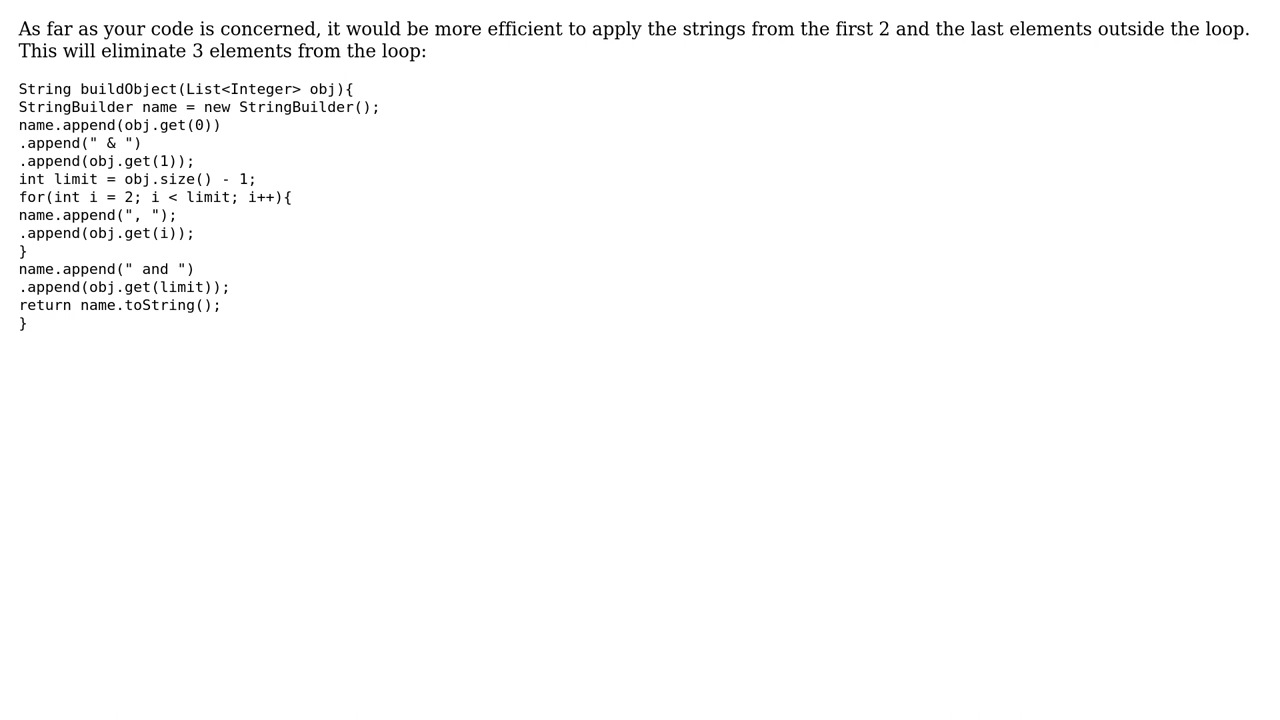 As far as your code is concerned, it would be more efficient to apply the strings from the first 2 and the last elements outside the loop.
This will eliminate 3 elements from the loop:
String buildObject(List<Integer> obj){
StringBuilder name = new StringBuilder();
name.append(obj.get(0))
.append(" & ")
.append(obj.get(1));
int limit = obj.size() - 1;
for(int i = 2; i < limit; i++){
name.append(", ");
.append(obj.get(i));
}
name.append(" and ")
.append(obj.get(limit));
return name.toString();
}